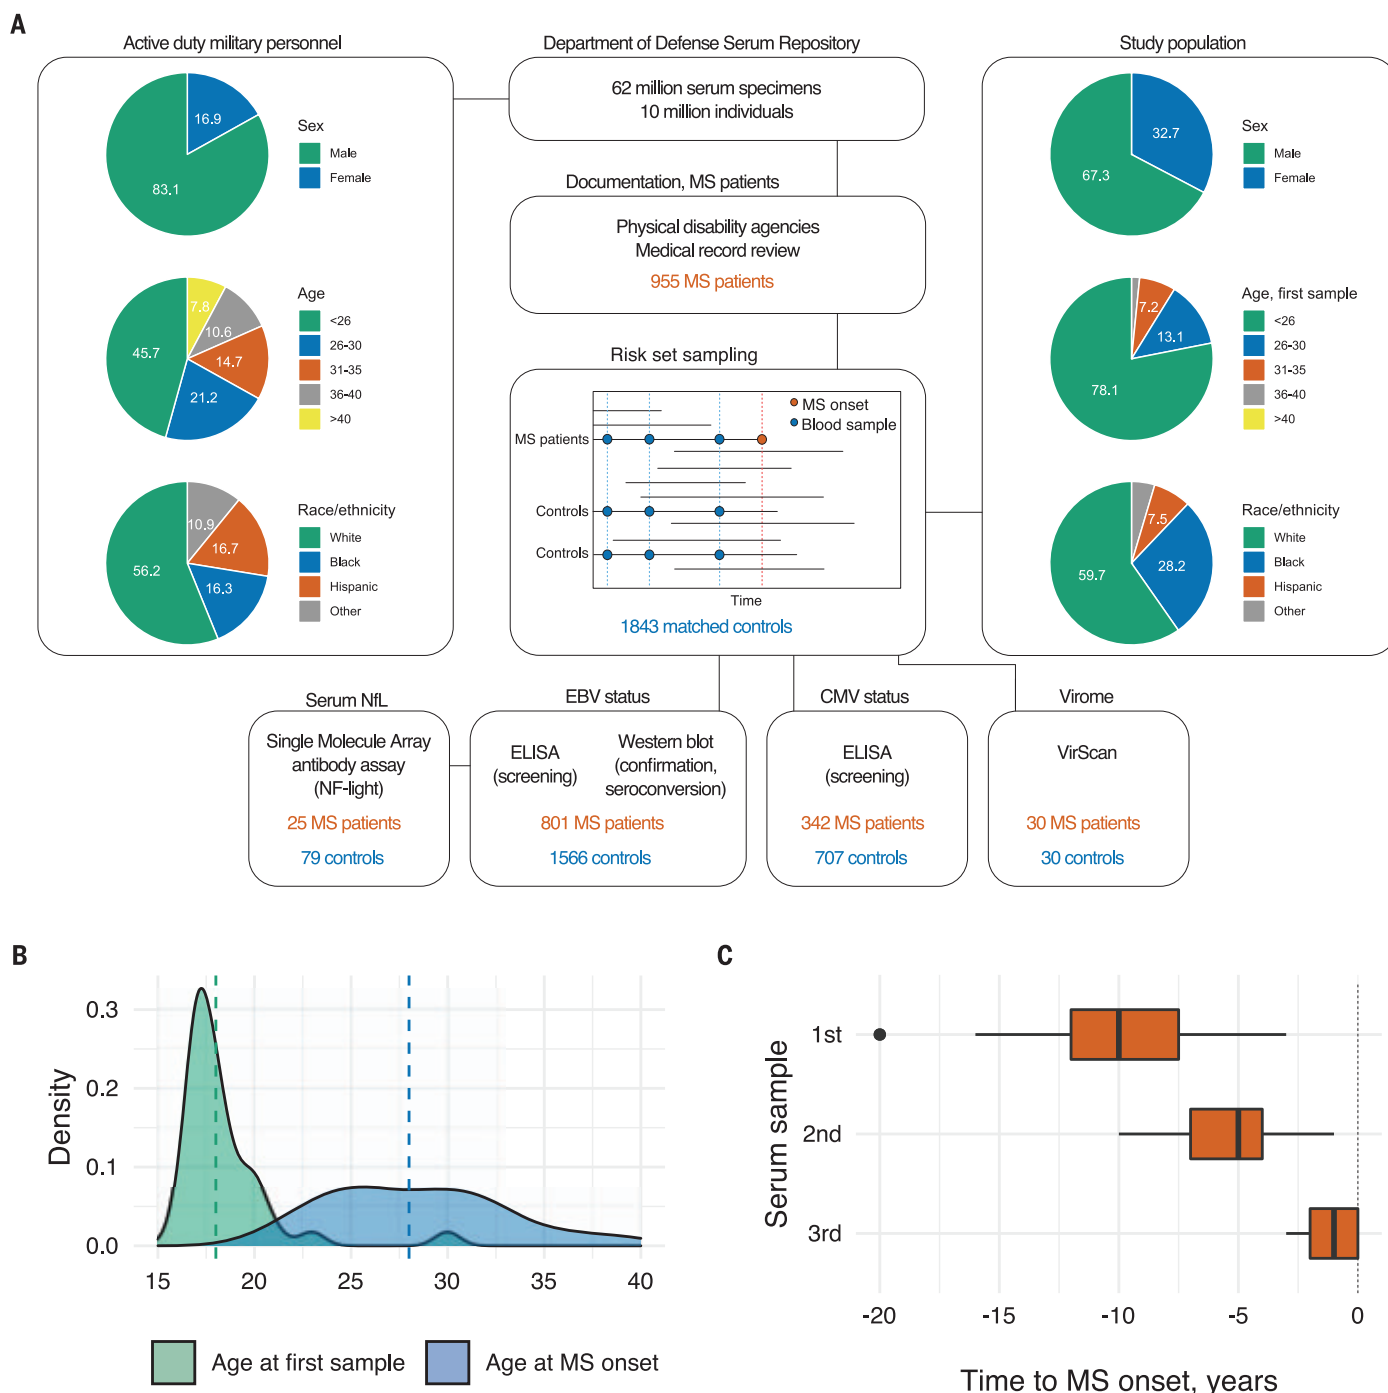 A
Active duty military personnel
16.9
83.1
Sex
Male
Female
7.8
10.6
14.7
21.2
45.7
Age
<26
26-30
31-35
36-40
>40
10.9
16.7
16.3
56.2
Race/ethnicity
White
Black
Hispanic
Other
Department of Defense Serum Repository
62 million serum specimens
10 million individuals
Documentation, MS patients
Physical disability agencies
Medical record review
955 MS patients
Risk set sampling
MS onset
Blood sample
MS patients
Controls
Controls
Time
1843 matched controls
Study population
32.7
67.3
Sex
Male
Female
7.2
13.1
78.1
Age, first sample
<26
26-30
31-35
36-40
>40
7.5
28.2
59.7
Race/ethnicity
White
Black
Hispanic
Other
Serum NfL
Single Molecule Array
antibody assay
(NF-light)
25 MS patients
79 controls
EBV status
ELISA
(screening)
Western blot
(confirmation,
seroconversion)
801 MS patients
1566 controls
CMV status
ELISA
(screening)
342 MS patients
707 controls
Virome
VirScan
30 MS patients
30 controls
B
Density
0.3
0.2
0.1
0.0
15 20 25 30 35 40
Age at first sample
Age at MS onset
C
Serum sample
1st
2nd
3rd
-20 -15 -10 -5 0
Time to MS onset, years